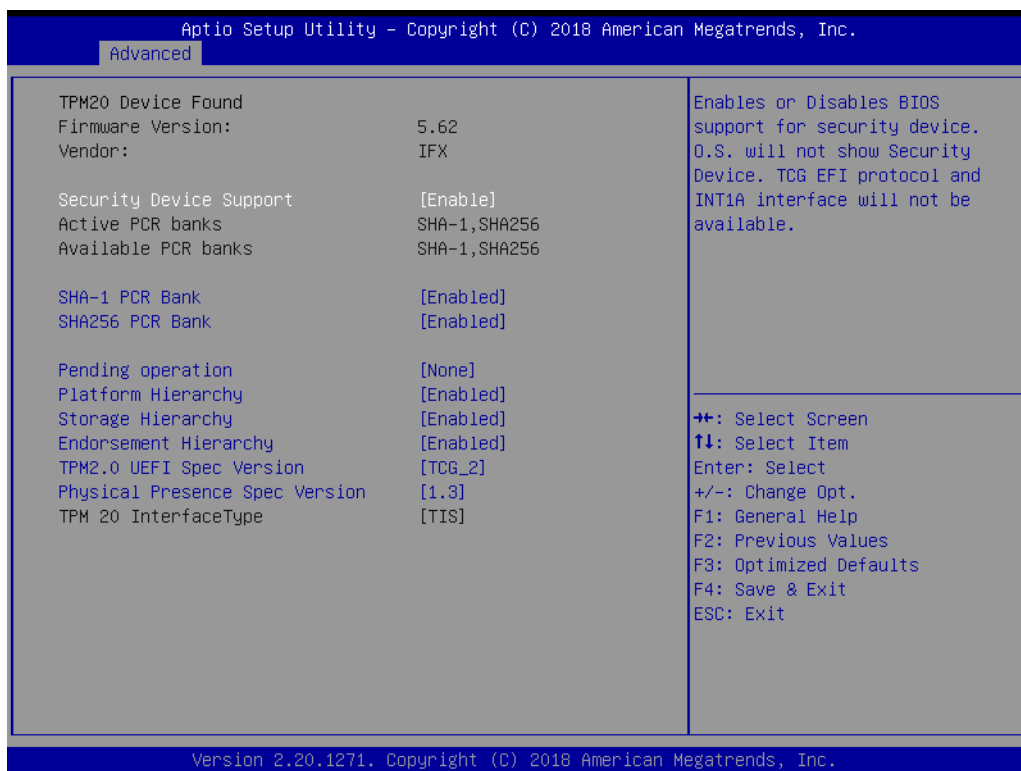 Aptio Setup Utility – Copyright (C) 2018 American Megatrends, Inc.
Advanced
TPM20 Device Found
Firmware Version: 5.62
Vendor: IFX
Security Device Support [Enable]
Active PCR banks SHA-1,SHA256
Available PCR banks SHA-1,SHA256
SHA-1 PCR Bank [Enabled]
SHA256 PCR Bank [Enabled]
Pending operation [None]
Platform Hierarchy [Enabled]
Storage Hierarchy [Enabled]
Endorsement Hierarchy [Enabled]
TPM2.0 UEFI Spec Version [TCG_2]
Physical Presence Spec Version [1.3]
TPM 20 InterfaceType [TIS]
Enables or Disables BIOS
support for security device.
O.S. will not show Security
Device. TCG EFI protocol and
INT1A interface will not be
available.
→←: Select Screen
↑↓: Select Item
Enter: Select
+/-: Change Opt.
F1: General Help
F2: Previous Values
F3: Optimized Defaults
F4: Save & Exit
ESC: Exit
Version 2.20.1271. Copyright (C) 2018 American Megatrends, Inc.